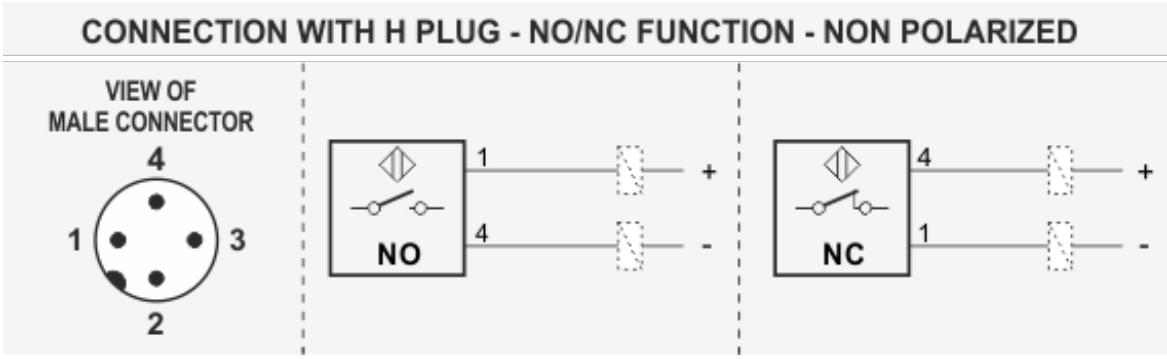 CONNECTION WITH H PLUG - NO/NC FUNCTION - NON POLARIZED
VIEW OF
MALE CONNECTOR
4
1
3
2
1
+
4
-
NO
4
+
1
-
NC